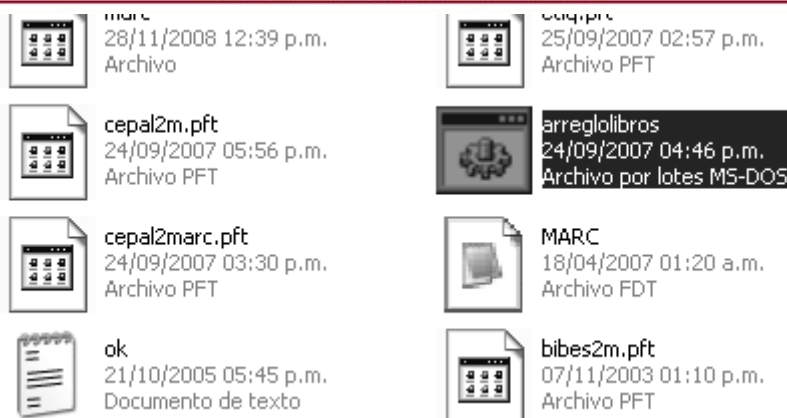 marc
28/11/2008 12:39 p.m.
Archivo
etiq.pft
25/09/2007 02:57 p.m.
Archivo PFT
cepal2m.pft
24/09/2007 05:56 p.m.
Archivo PFT
arreglolibros
24/09/2007 04:46 p.m.
Archivo por lotes MS-DOS
cepal2marc.pft
24/09/2007 03:30 p.m.
Archivo PFT
MARC
18/04/2007 01:20 a.m.
Archivo FDT
ok
21/10/2005 05:45 p.m.
Documento de texto
bibes2m.pft
07/11/2003 01:10 p.m.
Archivo PFT